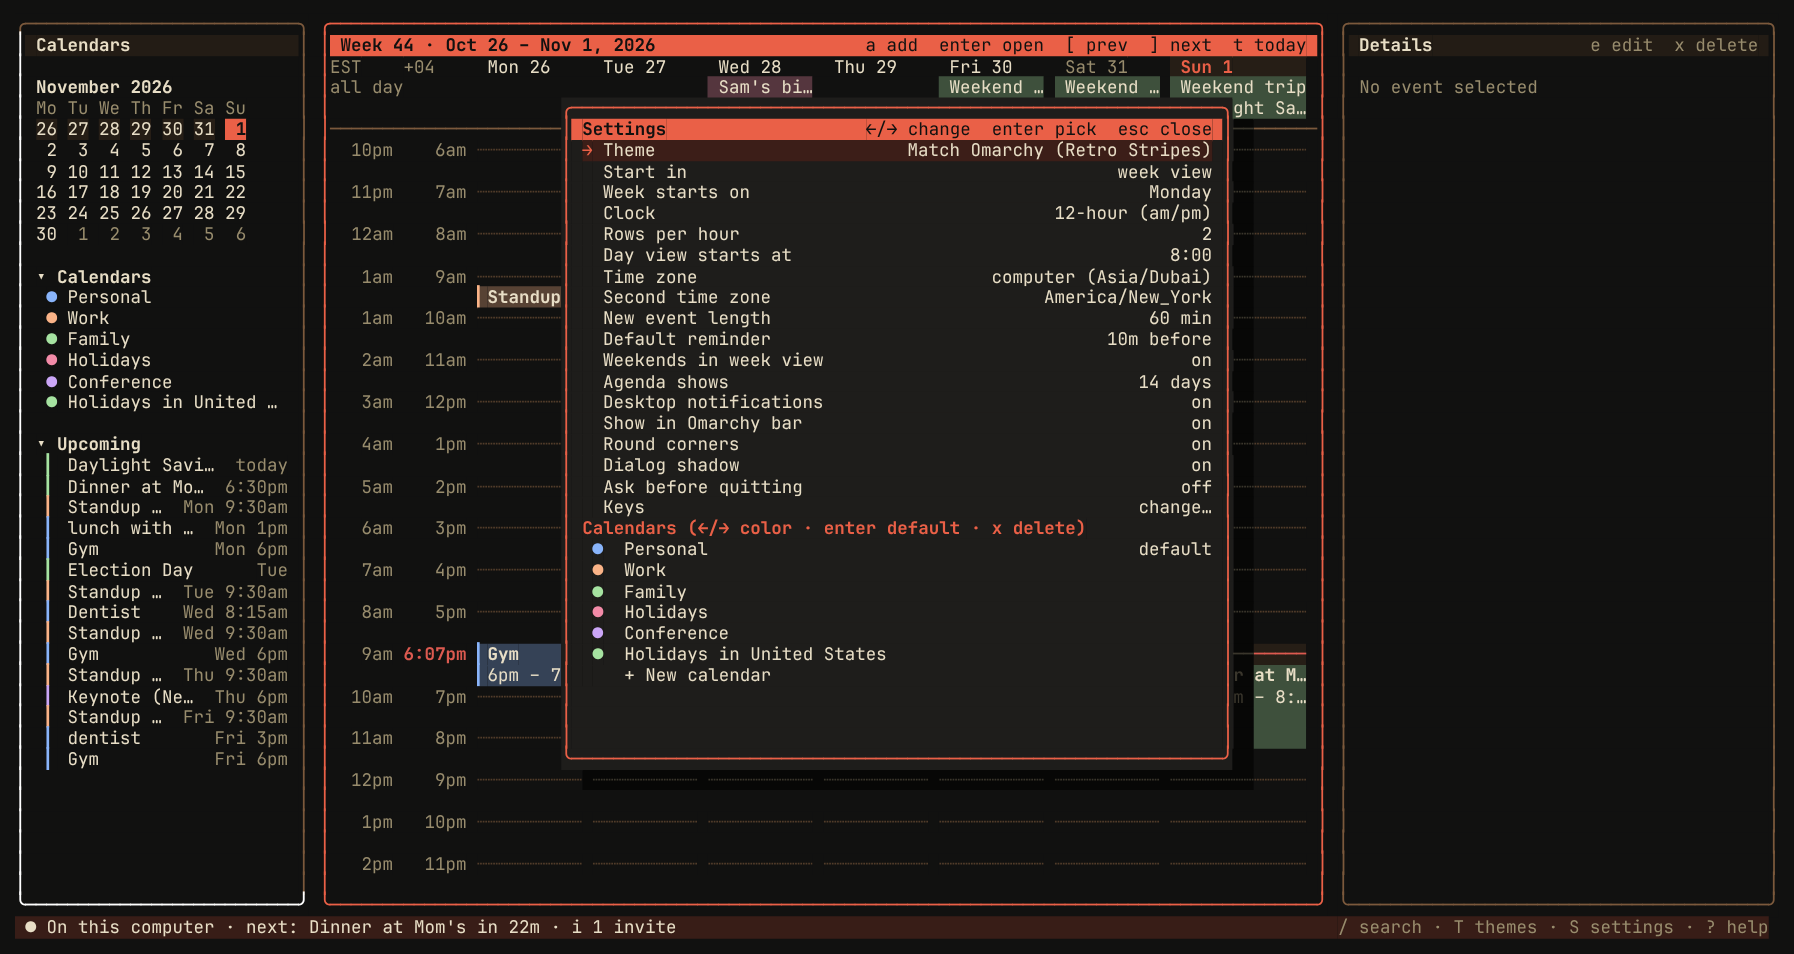 Calendars
November 2026
Mo Tu We Th Fr Sa Su
26 27 28 29 30 31 1
2 3 4 5 6 7 8
9 10 11 12 13 14 15
16 17 18 19 20 21 22
23 24 25 26 27 28 29
30 1 2 3 4 5 6
▾ Calendars
● Personal
● Work
● Family
● Holidays
● Conference
● Holidays in United …
▾ Upcoming
Daylight Savi… today
Dinner at Mo… 6:30pm
Standup … Mon 9:30am
lunch with … Mon 1pm
Gym Mon 6pm
Election Day Tue
Standup … Tue 9:30am
Dentist Wed 8:15am
Standup … Wed 9:30am
Gym Wed 6pm
Standup … Thu 9:30am
Keynote (Ne… Thu 6pm
Standup … Fri 9:30am
dentist Fri 3pm
Gym Fri 6pm
Week 44 · Oct 26 – Nov 1, 2026 a add enter open [ prev ] next t today
EST +04 Mon 26 Tue 27 Wed 28 Thu 29 Fri 30 Sat 31 Sun 1
all day Sam's bi… Weekend … Weekend … Weekend trip
ght Sa…
10pm 6am
11pm 7am
12am 8am
1am 9am
Standup
1am 10am
2am 11am
3am 12pm
4am 1pm
5am 2pm
6am 3pm
7am 4pm
8am 5pm
9am 6:07pm Gym
6pm – 7
r at M…
10am 7pm
m – 8:…
11am 8pm
12pm 9pm
1pm 10pm
2pm 11pm
Settings ←/→ change enter pick esc close
→ Theme Match Omarchy (Retro Stripes)
Start in week view
Week starts on Monday
Clock 12-hour (am/pm)
Rows per hour 2
Day view starts at 8:00
Time zone computer (Asia/Dubai)
Second time zone America/New_York
New event length 60 min
Default reminder 10m before
Weekends in week view on
Agenda shows 14 days
Desktop notifications on
Show in Omarchy bar on
Round corners on
Dialog shadow on
Ask before quitting off
Keys change…
Calendars (←/→ color · enter default · x delete)
● Personal default
● Work
● Family
● Holidays
● Conference
● Holidays in United States
+ New calendar
Details e edit x delete
No event selected
● On this computer · next: Dinner at Mom's in 22m · i 1 invite / search · T themes · S settings · ? help